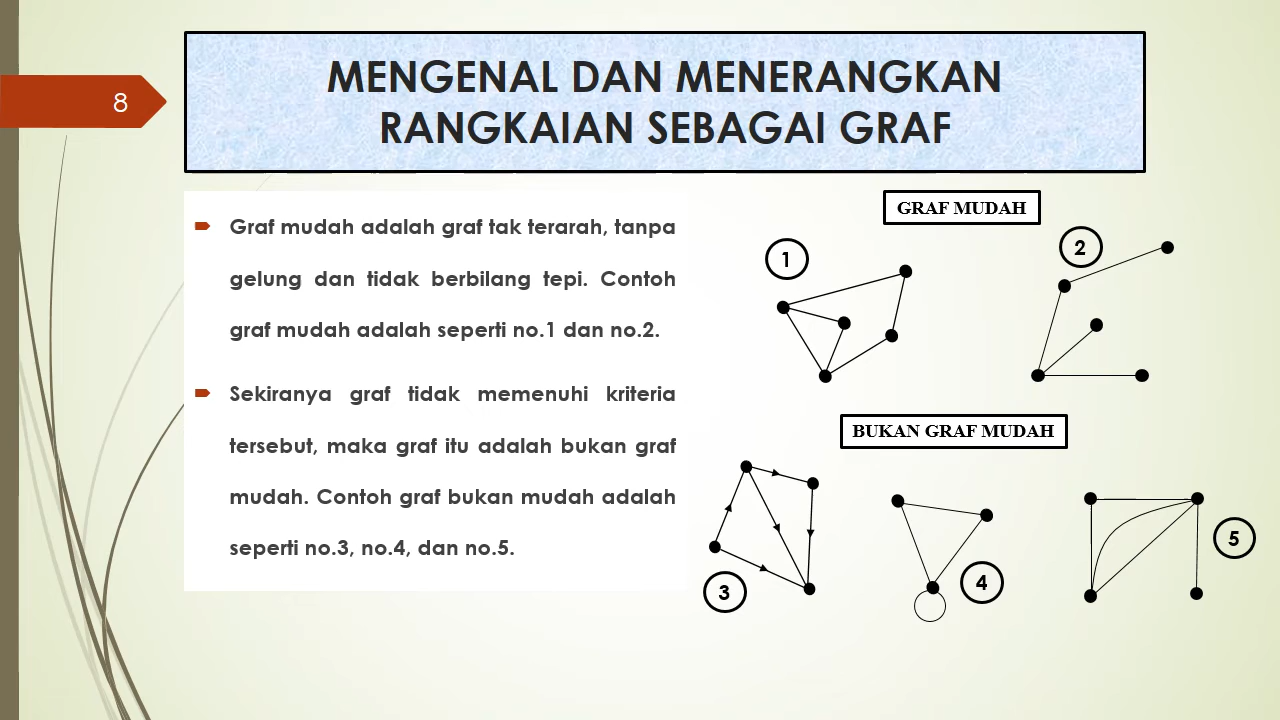 8
MENGENAL DAN MENERANGKAN
RANGKAIAN SEBAGAI GRAF
Graf mudah adalah graf tak terarah, tanpa
gelung dan tidak berbilang tepi. Contoh
graf mudah adalah seperti no.1 dan no.2.
Sekiranya graf tidak memenuhi kriteria
tersebut, maka graf itu adalah bukan graf
mudah. Contoh graf bukan mudah adalah
seperti no.3, no.4, dan no.5.
GRAF MUDAH
1
2
BUKAN GRAF MUDAH
3
4
5